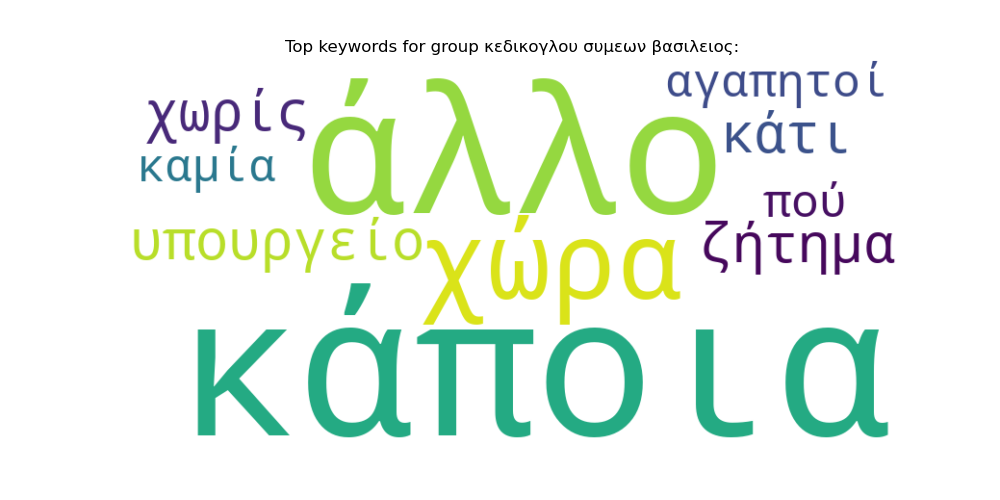 Top keywords for group κεδικογλου συμεων βασιλειος:
χωρίς
άλλο
αγαπητοί
κάτι
καμία
πού
υπουργείο
χώρα
ζήτημα
κάποια